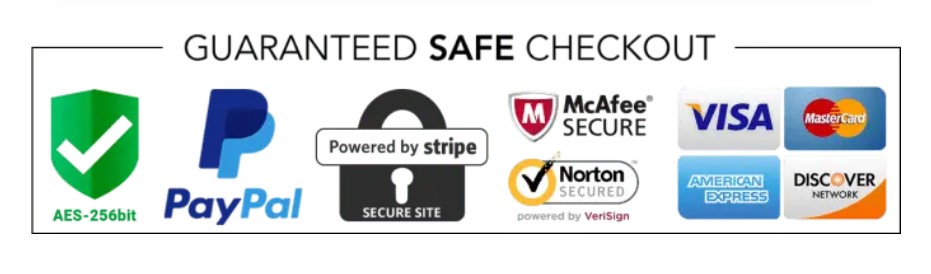 GUARANTEED SAFE CHECKOUT
AES-256bit
PayPal
Powered by stripe
SECURE SITE
McAfee®
SECURE
Norton™
SECURED
powered by VeriSign
VISA
MasterCard
AMERICAN
EXPRESS
DISCOVER
NETWORK